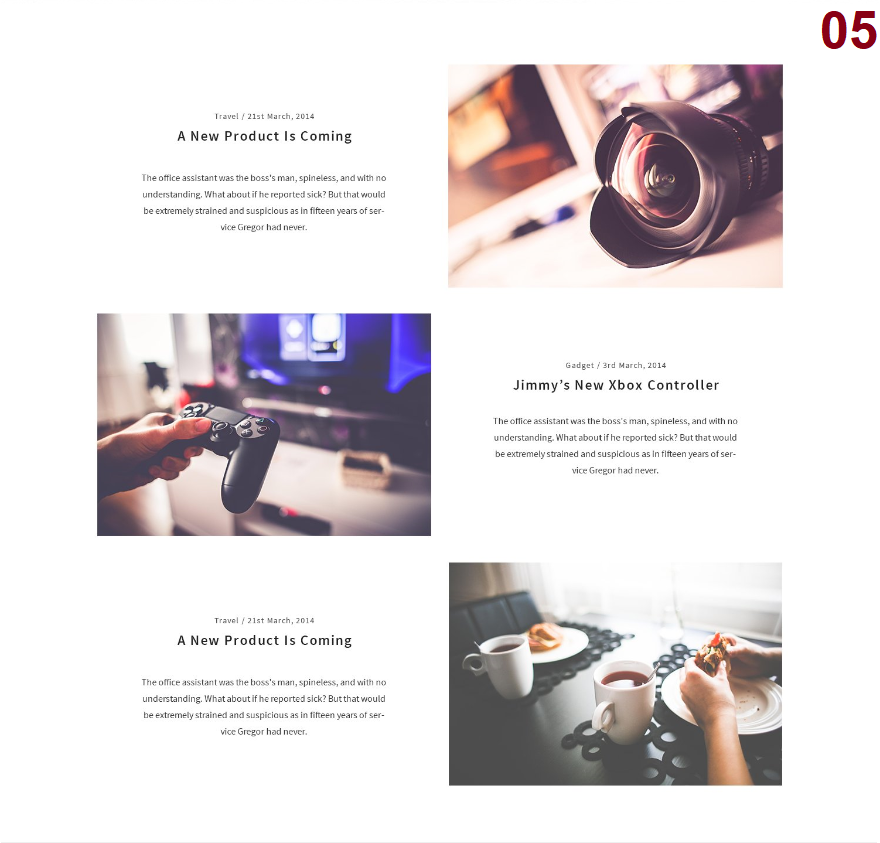 05
Travel / 21st March, 2014
A New Product Is Coming
The office assistant was the boss's man, spineless, and with no
understanding. What about if he reported sick? But that would
be extremely strained and suspicious as in fifteen years of ser-
vice Gregor had never.
Gadget / 3rd March, 2014
Jimmy’s New Xbox Controller
The office assistant was the boss's man, spineless, and with no
understanding. What about if he reported sick? But that would
be extremely strained and suspicious as in fifteen years of ser-
vice Gregor had never.
Travel / 21st March, 2014
A New Product Is Coming
The office assistant was the boss's man, spineless, and with no
understanding. What about if he reported sick? But that would
be extremely strained and suspicious as in fifteen years of ser-
vice Gregor had never.